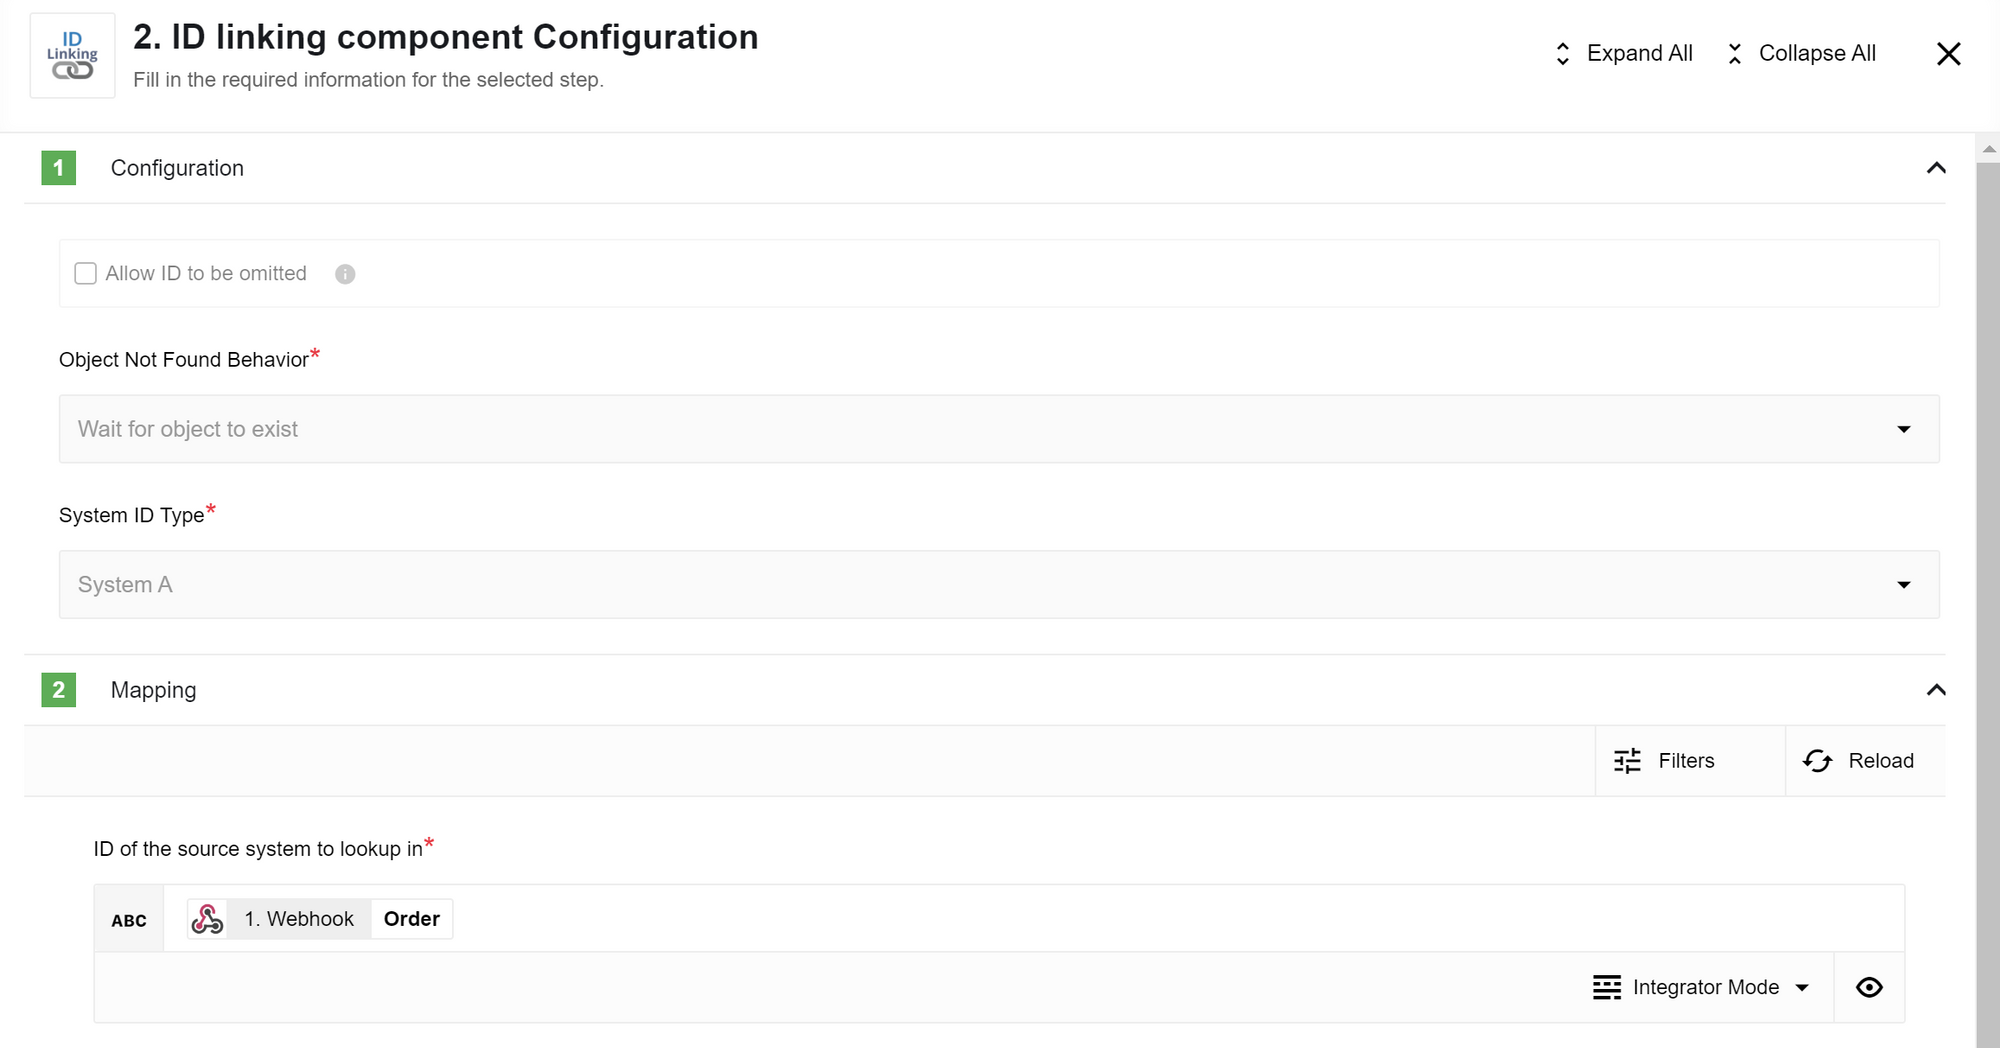 ID
Linking
2. ID linking component Configuration
Fill in the required information for the selected step.
Expand All
Collapse All
1
Configuration
Allow ID to be omitted
Object Not Found Behavior*
Wait for object to exist
System ID Type*
System A
2
Mapping
Filters
Reload
ID of the source system to lookup in*
ABC
1. Webhook
Order
Integrator Mode